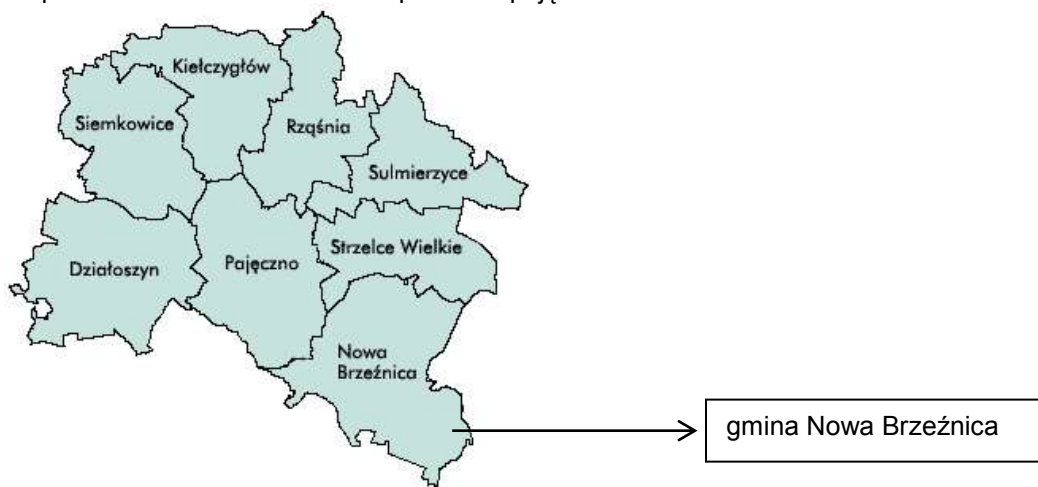 Kiełczygłów
Siemkowice
Rząśnia
Sulmierzyce
Działoszyn
Pajęczno
Strzelce Wielkie
Nowa
Brzeźnica
gmina Nowa Brzeźnica